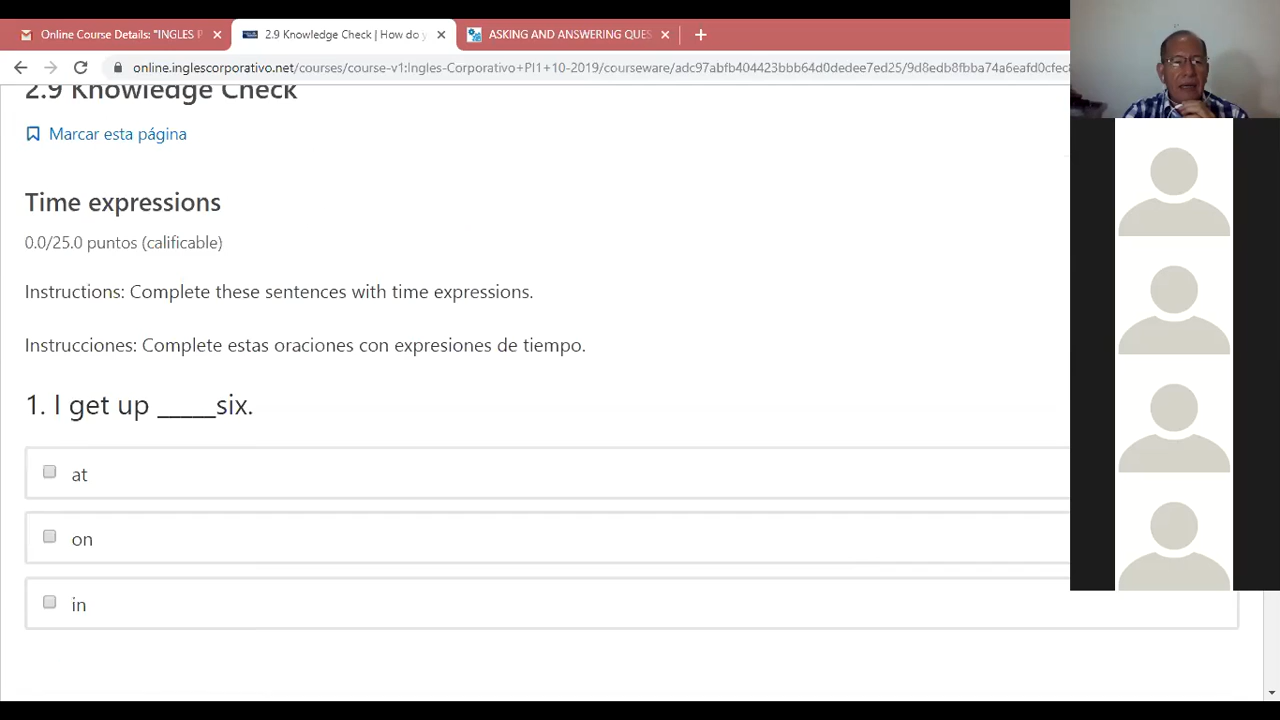 Online Course Details: "INGLES P
2.9 Knowledge Check | How do y
ASKING AND ANSWERING QUES
online.inglescorporativo.net/courses/course-v1:Ingles-Corporativo+PI1+10-2019/courseware/adc97abfb404423bbb64d0dedee7ed25/9d8edb8fbba74a6eafd0cfec8
2.9 Knowledge Check
Marcar esta página
Time expressions
0.0/25.0 puntos (calificable)
Instructions: Complete these sentences with time expressions.
Instrucciones: Complete estas oraciones con expresiones de tiempo.
1. I get up _____six.
at
on
in